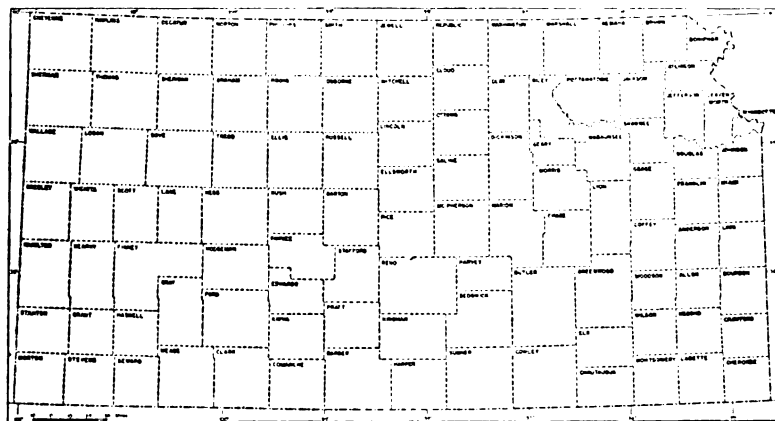 CHEYENNE RAWLINS DECATUR NORTON PHILLIPS SMITH JEWELL REPUBLIC WASHINGTON MARSHALL NEMAHA BROWN
DONIPHAN
SHERMAN THOMAS SHERIDAN GRAHAM ROOKS OSBORNE MITCHELL CLOUD CLAY RILEY POTTAWATOMIE JACKSON ATCHISON
JEFFERSON
OTTAWA
WALLACE LOGAN GOVE TREGO ELLIS RUSSELL LINCOLN DICKINSON GEARY WABAUNSEE SHAWNEE
DOUGLAS JOHNSON
ELLSWORTH SALINE MORRIS OSAGE
GREELEY WICHITA SCOTT LANE NESS RUSH BARTON LYON FRANKLIN MIAMI
RICE MCPHERSON MARION CHASE COFFEY ANDERSON LINN
HAMILTON KEARNY FINNEY HODGEMAN PAWNEE STAFFORD RENO HARVEY BUTLER GREENWOOD WOODSON ALLEN BOURBON
GRAY FORD EDWARDS SEDGWICK
STANTON GRANT HASKELL KIOWA PRATT KINGMAN ELK WILSON NEOSHO CRAWFORD
MORTON STEVENS SEWARD MEADE CLARK COMANCHE BARBER HARPER SUMNER COWLEY CHAUTAUQUA MONTGOMERY LABETTE CHEROKEE